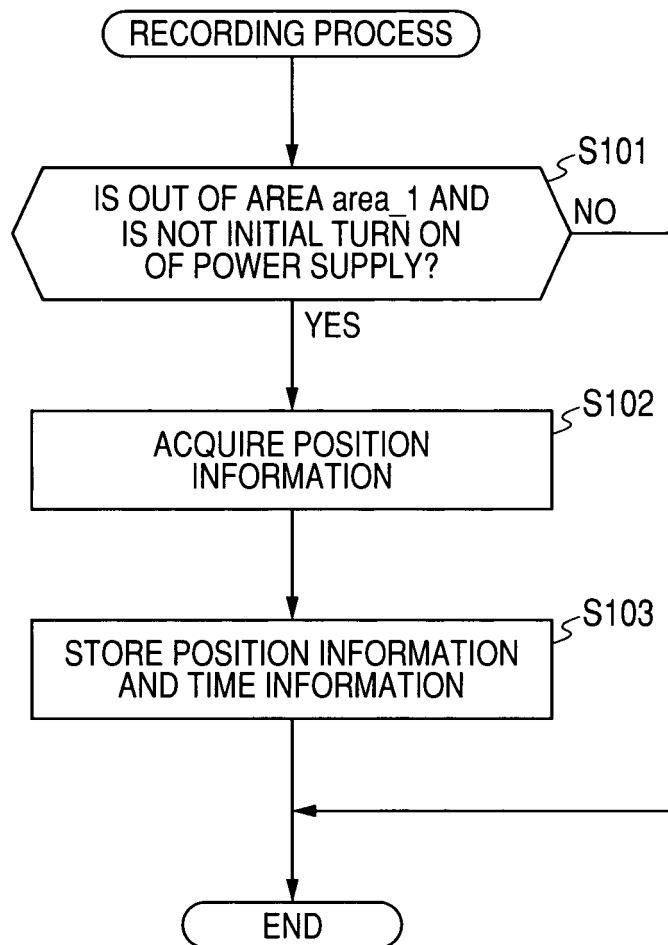 RECORDING PROCESS
S101
IS OUT OF AREA area_1 AND
IS NOT INITIAL TURN ON
OF POWER SUPPLY?
NO
YES
S102
ACQUIRE POSITION
INFORMATION
S103
STORE POSITION INFORMATION
AND TIME INFORMATION
END